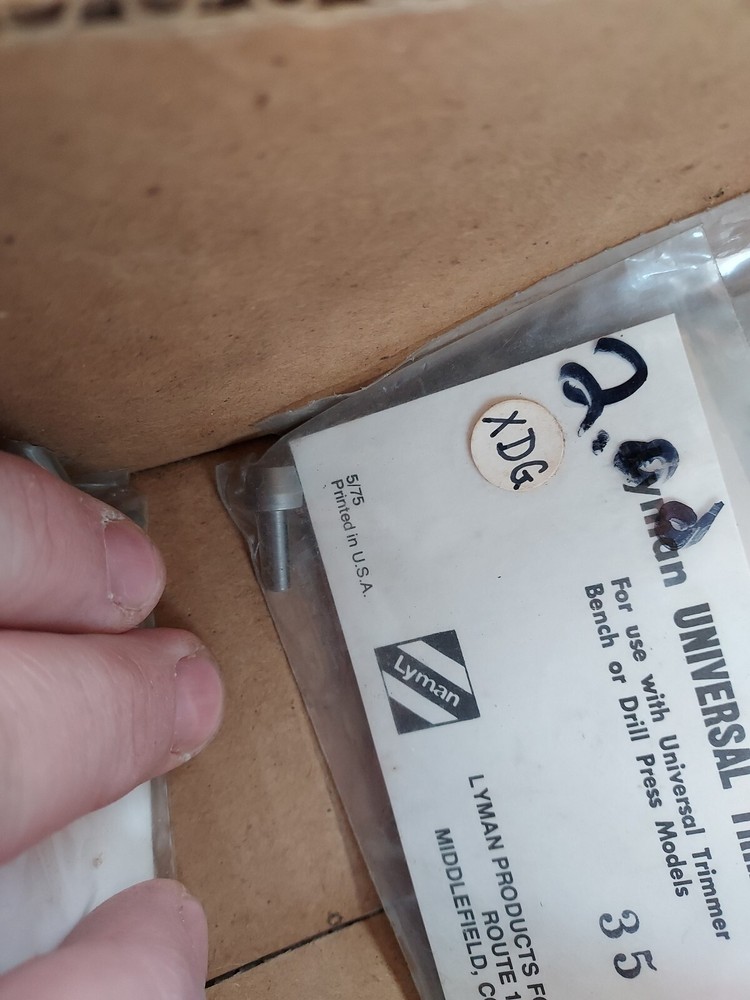 2.00
XDG
5/75
Printed in U.S.A.
Lyman UNIVERSAL
For use with Universal Trimmer
Bench or Drill Press Models
35
Lyman
LYMAN PRODUCTS
ROUTE
MIDDLEFIELD,